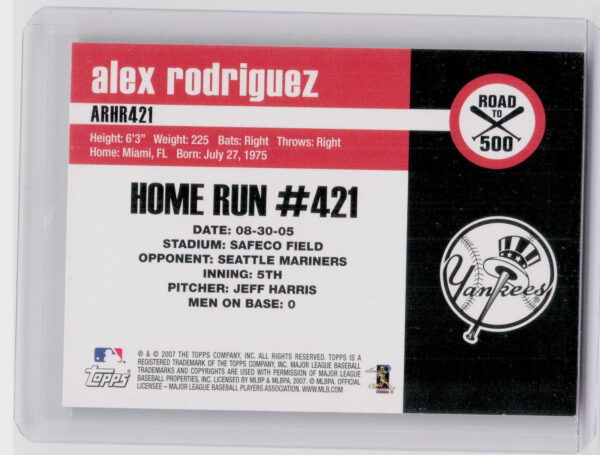 alex rodriguez
ARHR421
Height: 6'3" Weight: 225 Bats: Right Throws: Right
Home: Miami, FL Born: July 27, 1975
ROAD
TO
500
HOME RUN #421
DATE: 08-30-05
STADIUM: SAFECO FIELD
OPPONENT: SEATTLE MARINERS
INNING: 5TH
PITCHER: JEFF HARRIS
MEN ON BASE: 0
Yankees®
® & © 2007 THE TOPPS COMPANY, INC. ALL RIGHTS RESERVED. TOPPS IS A
REGISTERED TRADEMARK OF THE TOPPS COMPANY, INC. MAJOR LEAGUE BASEBALL
TRADEMARKS AND COPYRIGHTS ARE USED WITH PERMISSION OF MAJOR LEAGUE
BASEBALL PROPERTIES, INC. LICENSED BY MLBP & MLBPA, 2007. © MLBPA. OFFICIAL
LICENSEE – MAJOR LEAGUE BASEBALL PLAYERS ASSOCIATION. WWW.MLB.COM
Topps